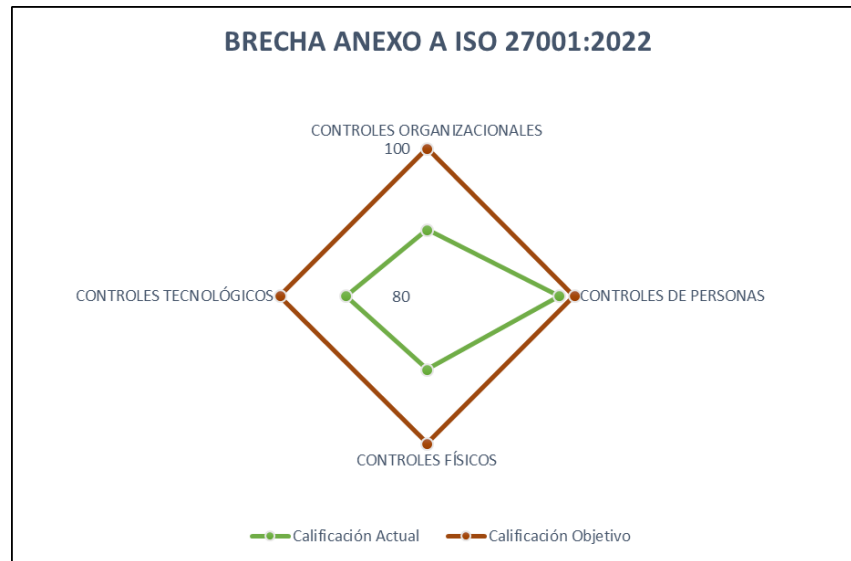 BRECHA ANEXO A ISO 27001:2022
CONTROLES ORGANIZACIONALES
100
CONTROLES TECNOLÓGICOS
80
CONTROLES DE PERSONAS
CONTROLES FÍSICOS
Calificación Actual
Calificación Objetivo